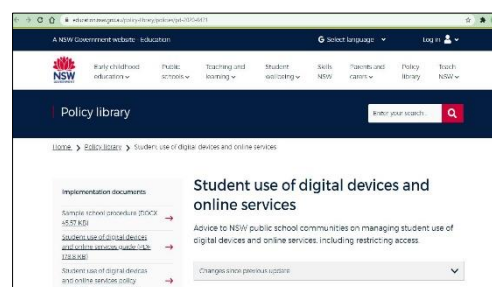 education.nsw.gov.au/policy-library/policies/pd-2020-0471
A NSW Government website - Education
Select language
Log in
NSW
GOVERNMENT
Early childhood education
Public schools
Teaching and learning
Student wellbeing
Skills NSW
Parents and carers
Policy library
Teach NSW
Policy library
Enter your search
Home > Policy library > Student use of digital devices and online services
Implementation documents
Sample school procedure (DOCX 45.57 KB)
Student use of digital devices and online services guide (PDF 178.8 KB)
Student use of digital devices and online services policy
Student use of digital devices and
online services
Advice to NSW public school communities on managing student use of
digital devices and online services, including restricting access.
Changes since previous update